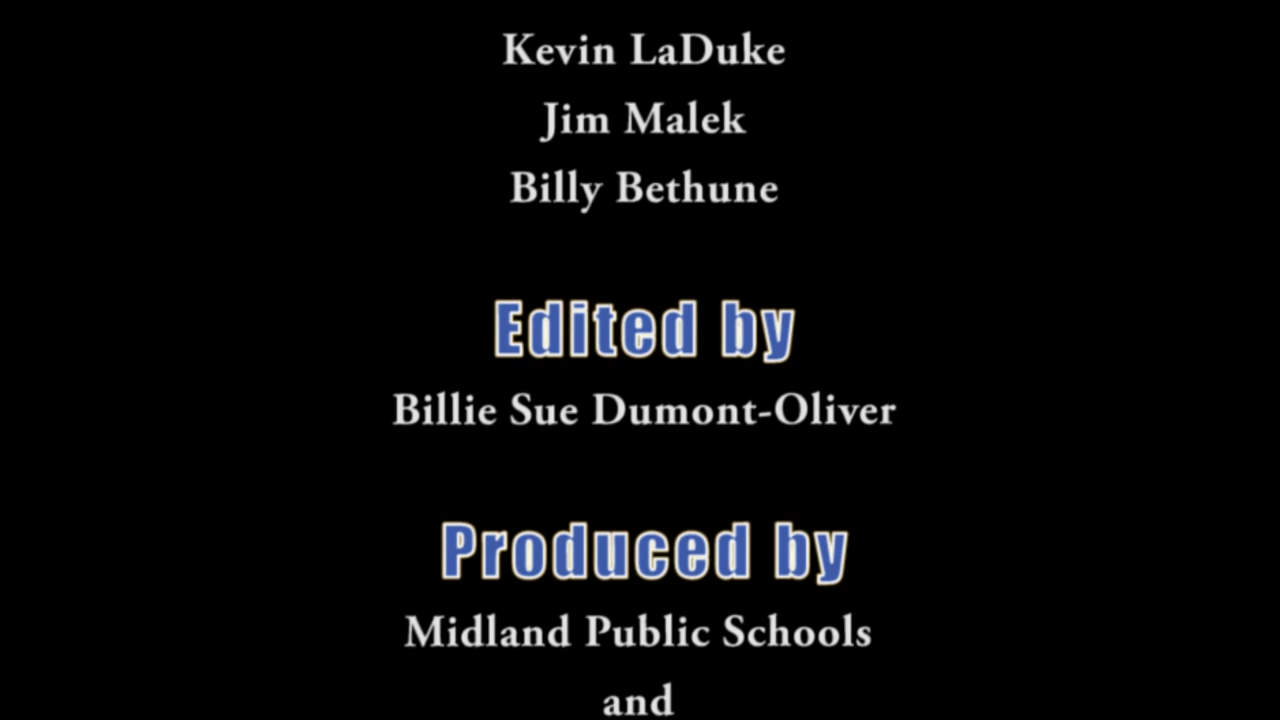 Kevin LaDuke
Jim Malek
Billy Bethune
Edited by
Billie Sue Dumont-Oliver
Produced by
Midland Public Schools
and